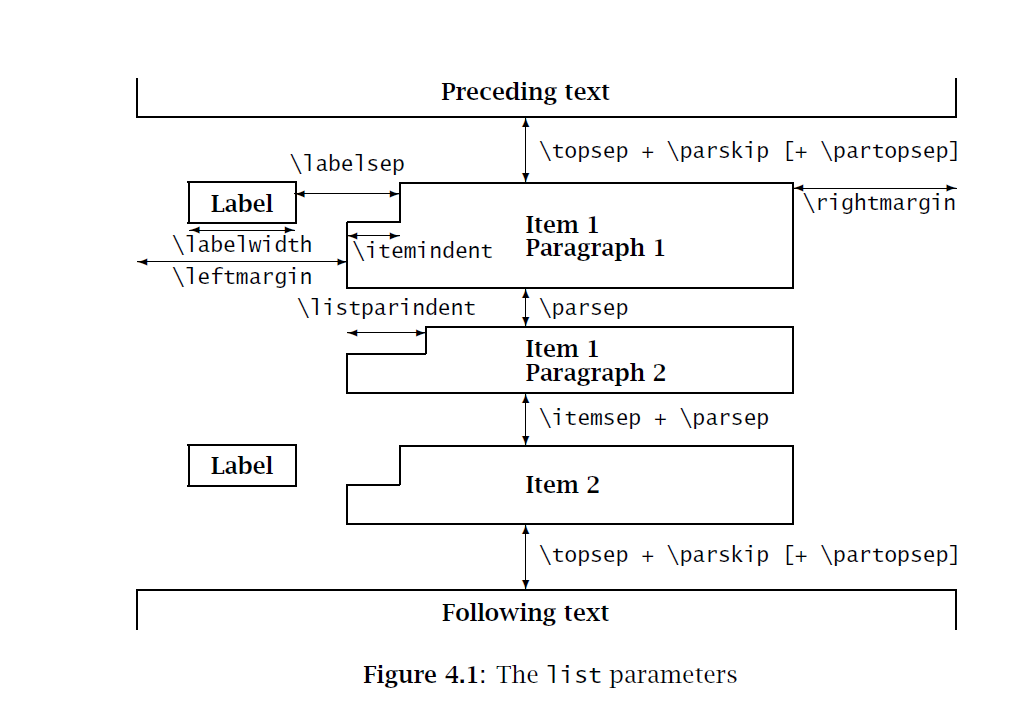 Preceding text
\topsep + \parskip [+ \partopsep]
\labelsep
Label
\rightmargin
Item 1
Paragraph 1
\labelwidth
\itemindent
\leftmargin
\listparindent
\parsep
Item 1
Paragraph 2
\itemsep + \parsep
Label
Item 2
\topsep + \parskip [+ \partopsep]
Following text
Figure 4.1: The list parameters